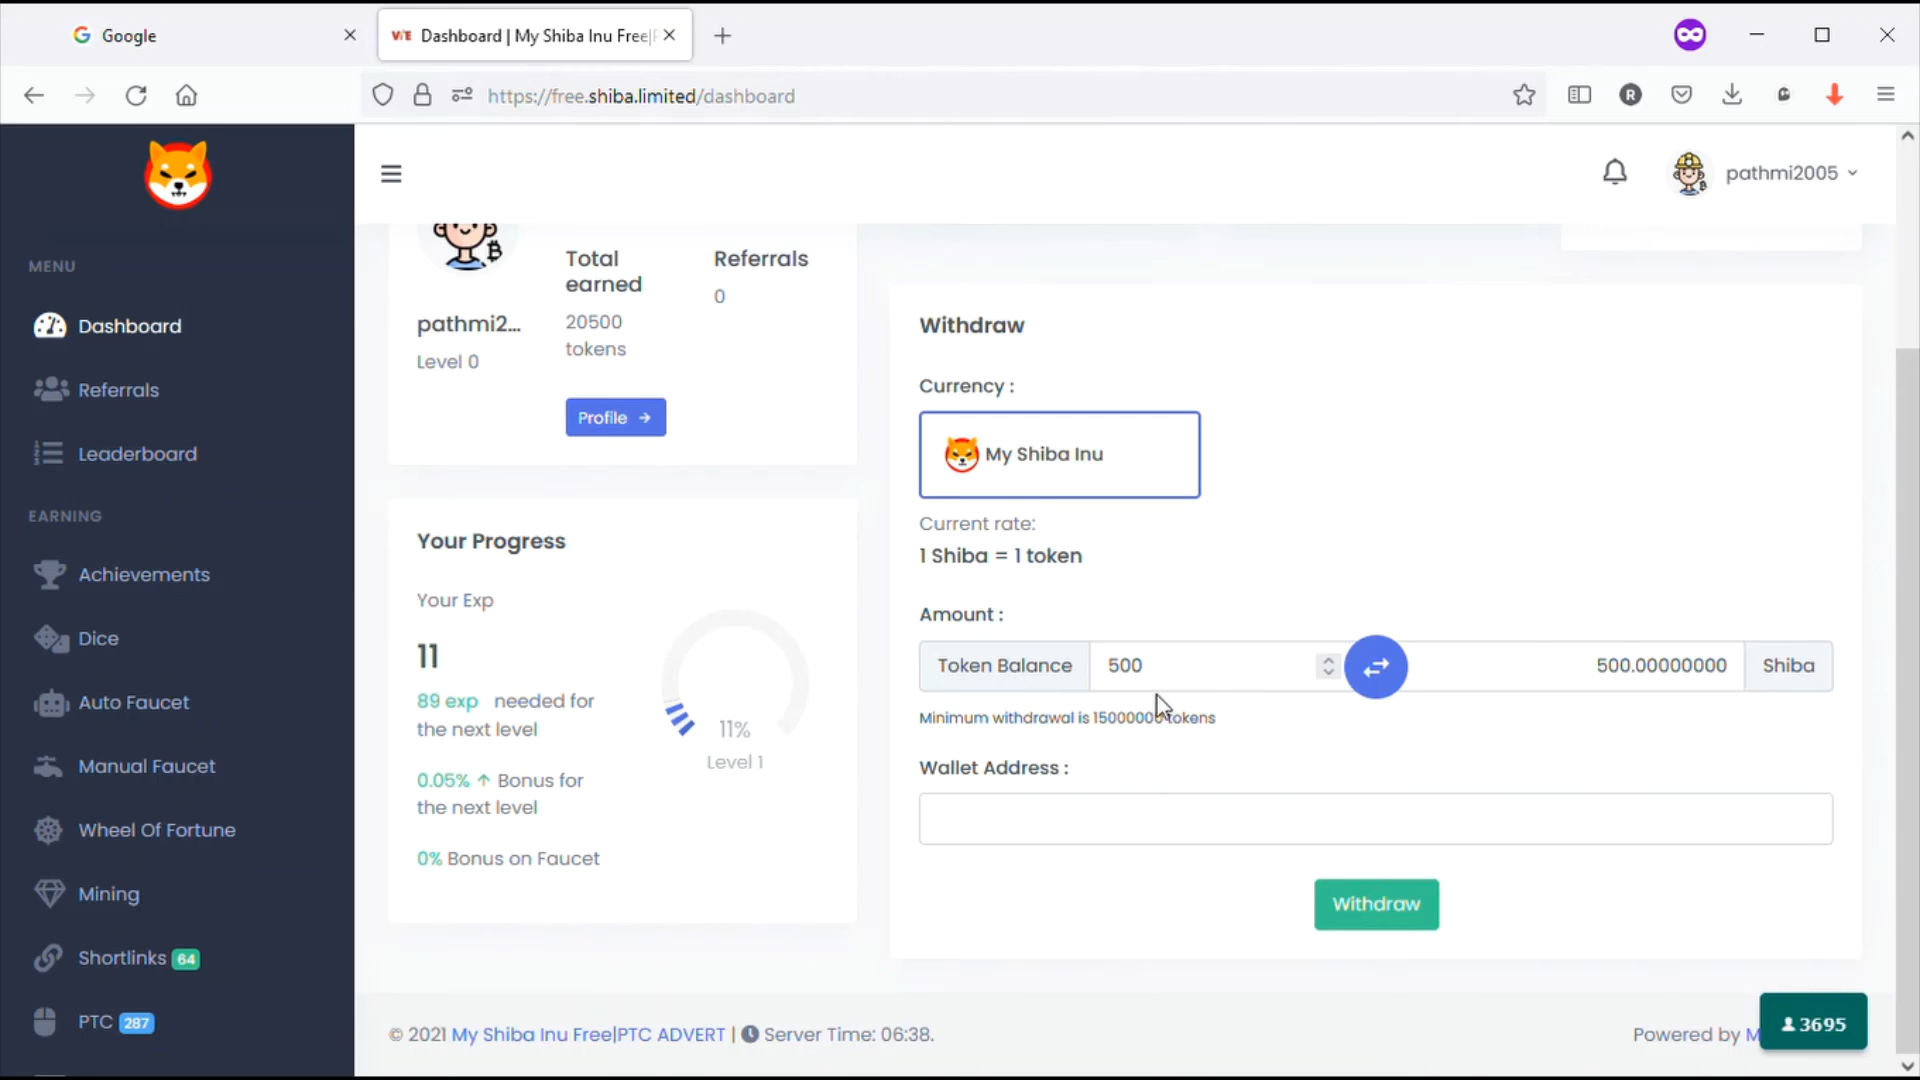 Google
VIE Dashboard | My Shiba Inu Free|
https://free.shiba.limited/dashboard
R
pathmi2005
MENU
Dashboard
Referrals
Leaderboard
EARNING
Achievements
Dice
Auto Faucet
Manual Faucet
Wheel Of Fortune
Mining
Shortlinks 64
PTC 287
pathmi2...
Level 0
Total
earned
20500
tokens
Referrals
0
Profile →
Your Progress
Your Exp
11
89 exp needed for
the next level
0.05% ↑ Bonus for
the next level
0% Bonus on Faucet
11%
Level 1
Withdraw
Currency :
My Shiba Inu
Current rate:
1 Shiba = 1 token
Amount :
Token Balance 500 500.00000000 Shiba
Minimum withdrawal is 15000000 tokens
Wallet Address :
Withdraw
© 2021 My Shiba Inu Free|PTC ADVERT | Server Time: 06:38.
Powered by
3695